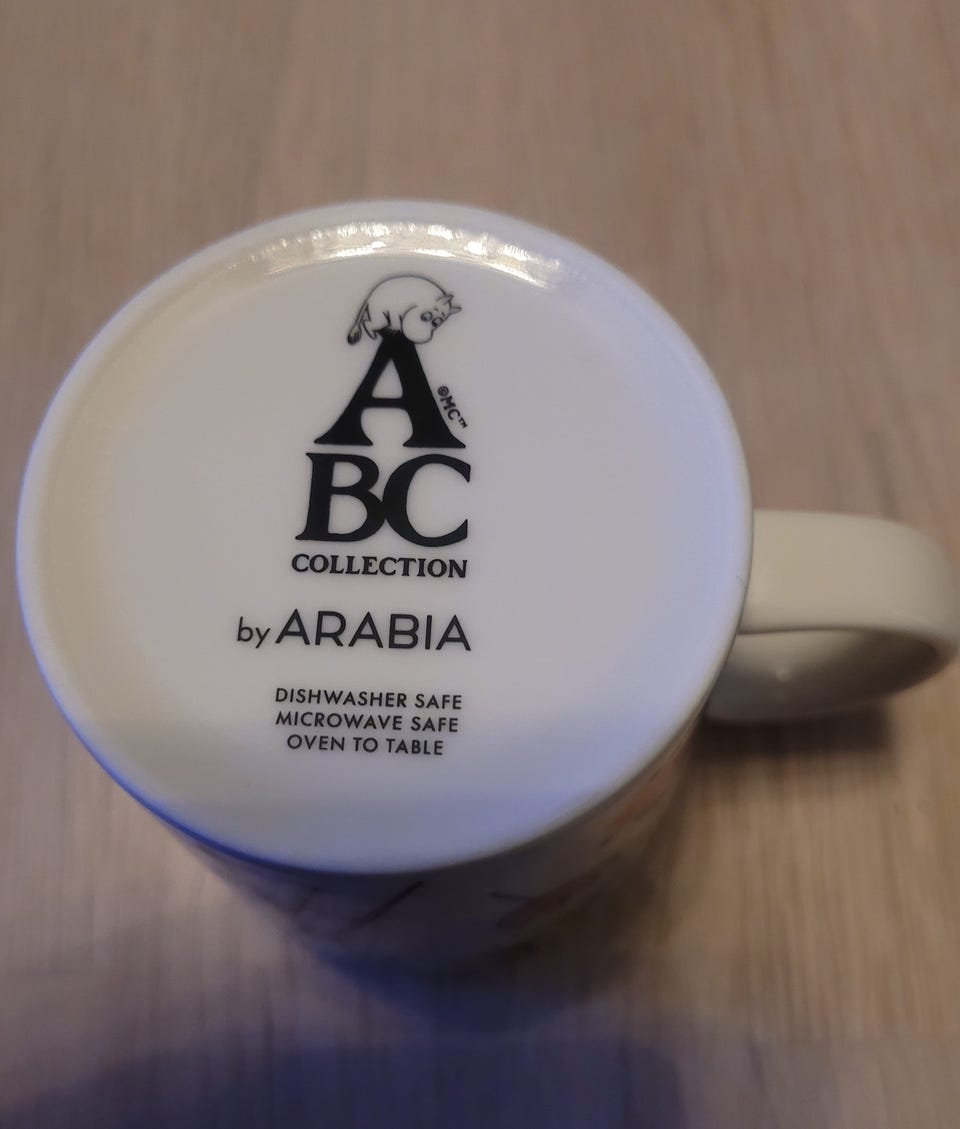 A
©MC™
BC
COLLECTION
by ARABIA
DISHWASHER SAFE
MICROWAVE SAFE
OVEN TO TABLE